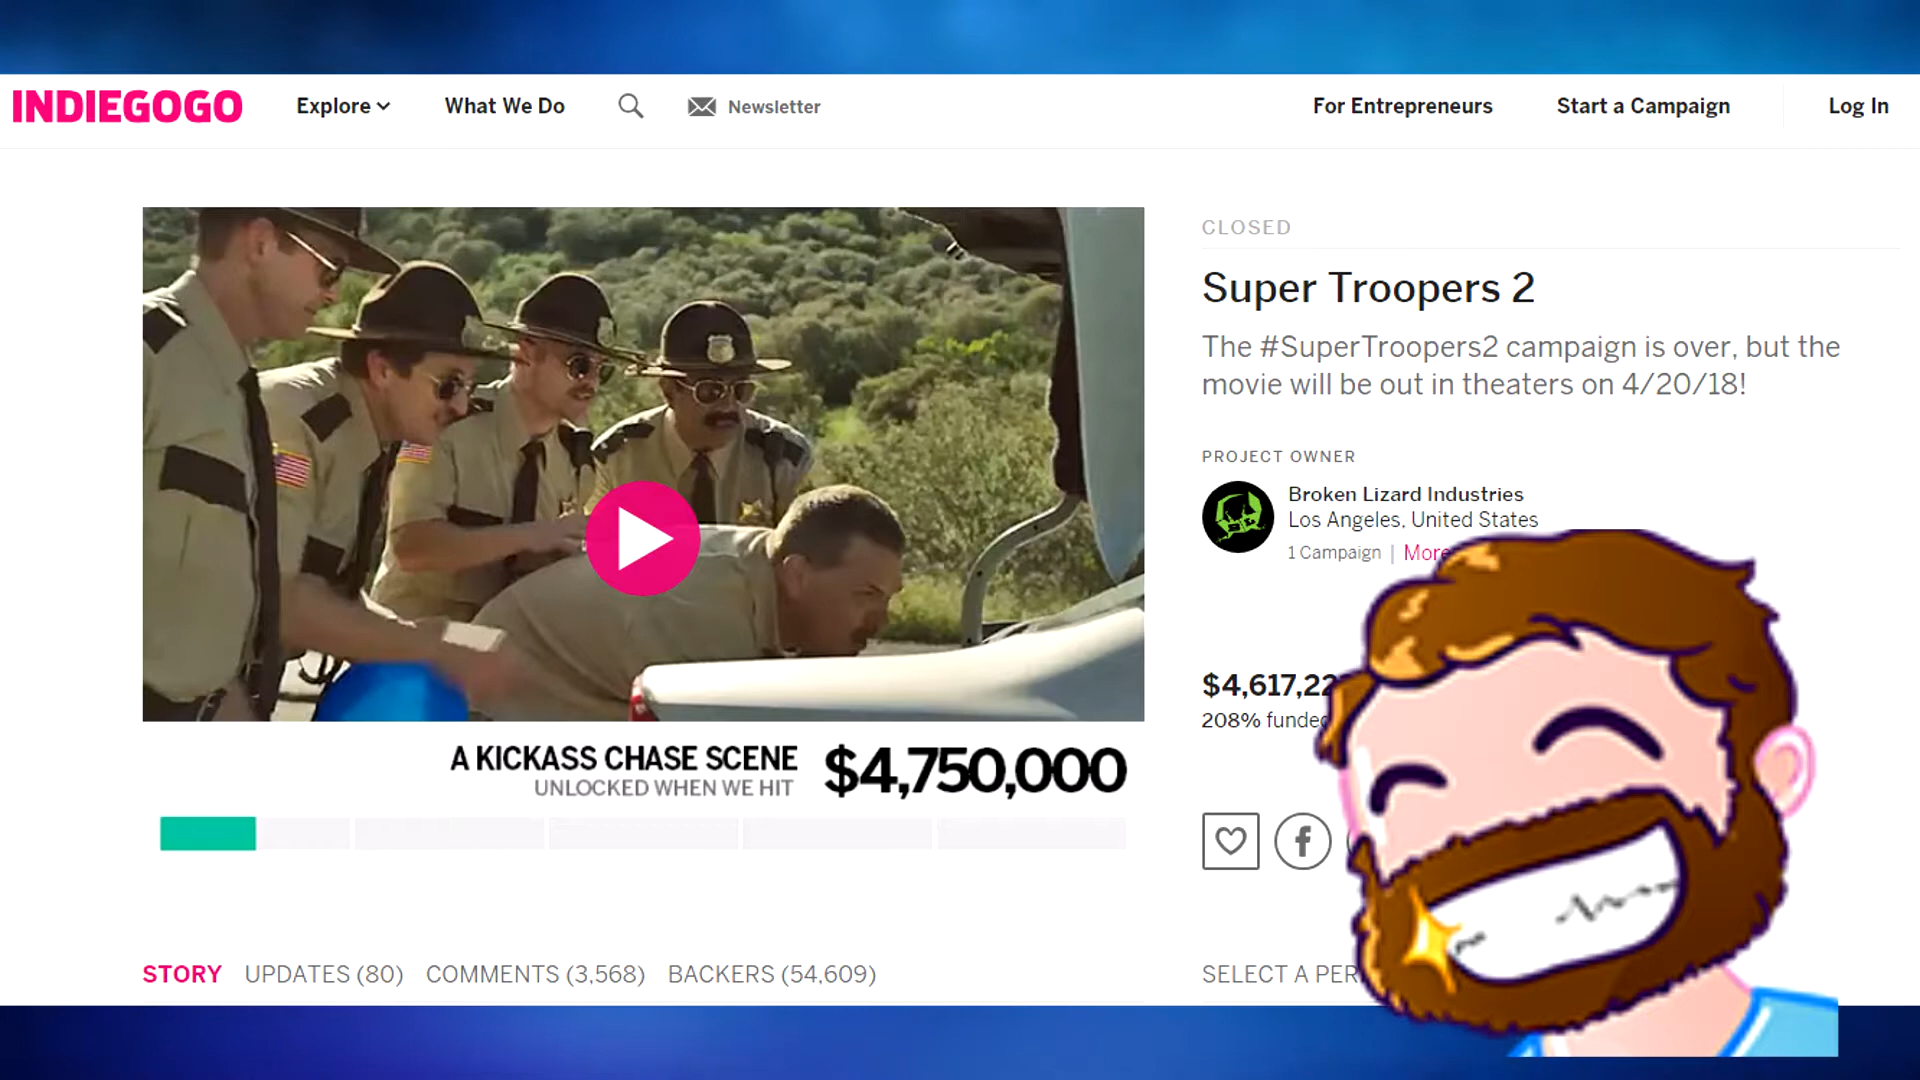 INDIEGOGO
Explore
What We Do
Newsletter
For Entrepreneurs
Start a Campaign
Log In
CLOSED
Super Troopers 2
The #SuperTroopers2 campaign is over, but the
movie will be out in theaters on 4/20/18!
PROJECT OWNER
Broken Lizard Industries
Los Angeles, United States
1 Campaign | More
$4,617,22
208% funded
A KICKASS CHASE SCENE
UNLOCKED WHEN WE HIT
$4,750,000
f
STORY
UPDATES (80)
COMMENTS (3,568)
BACKERS (54,609)
SELECT A PER